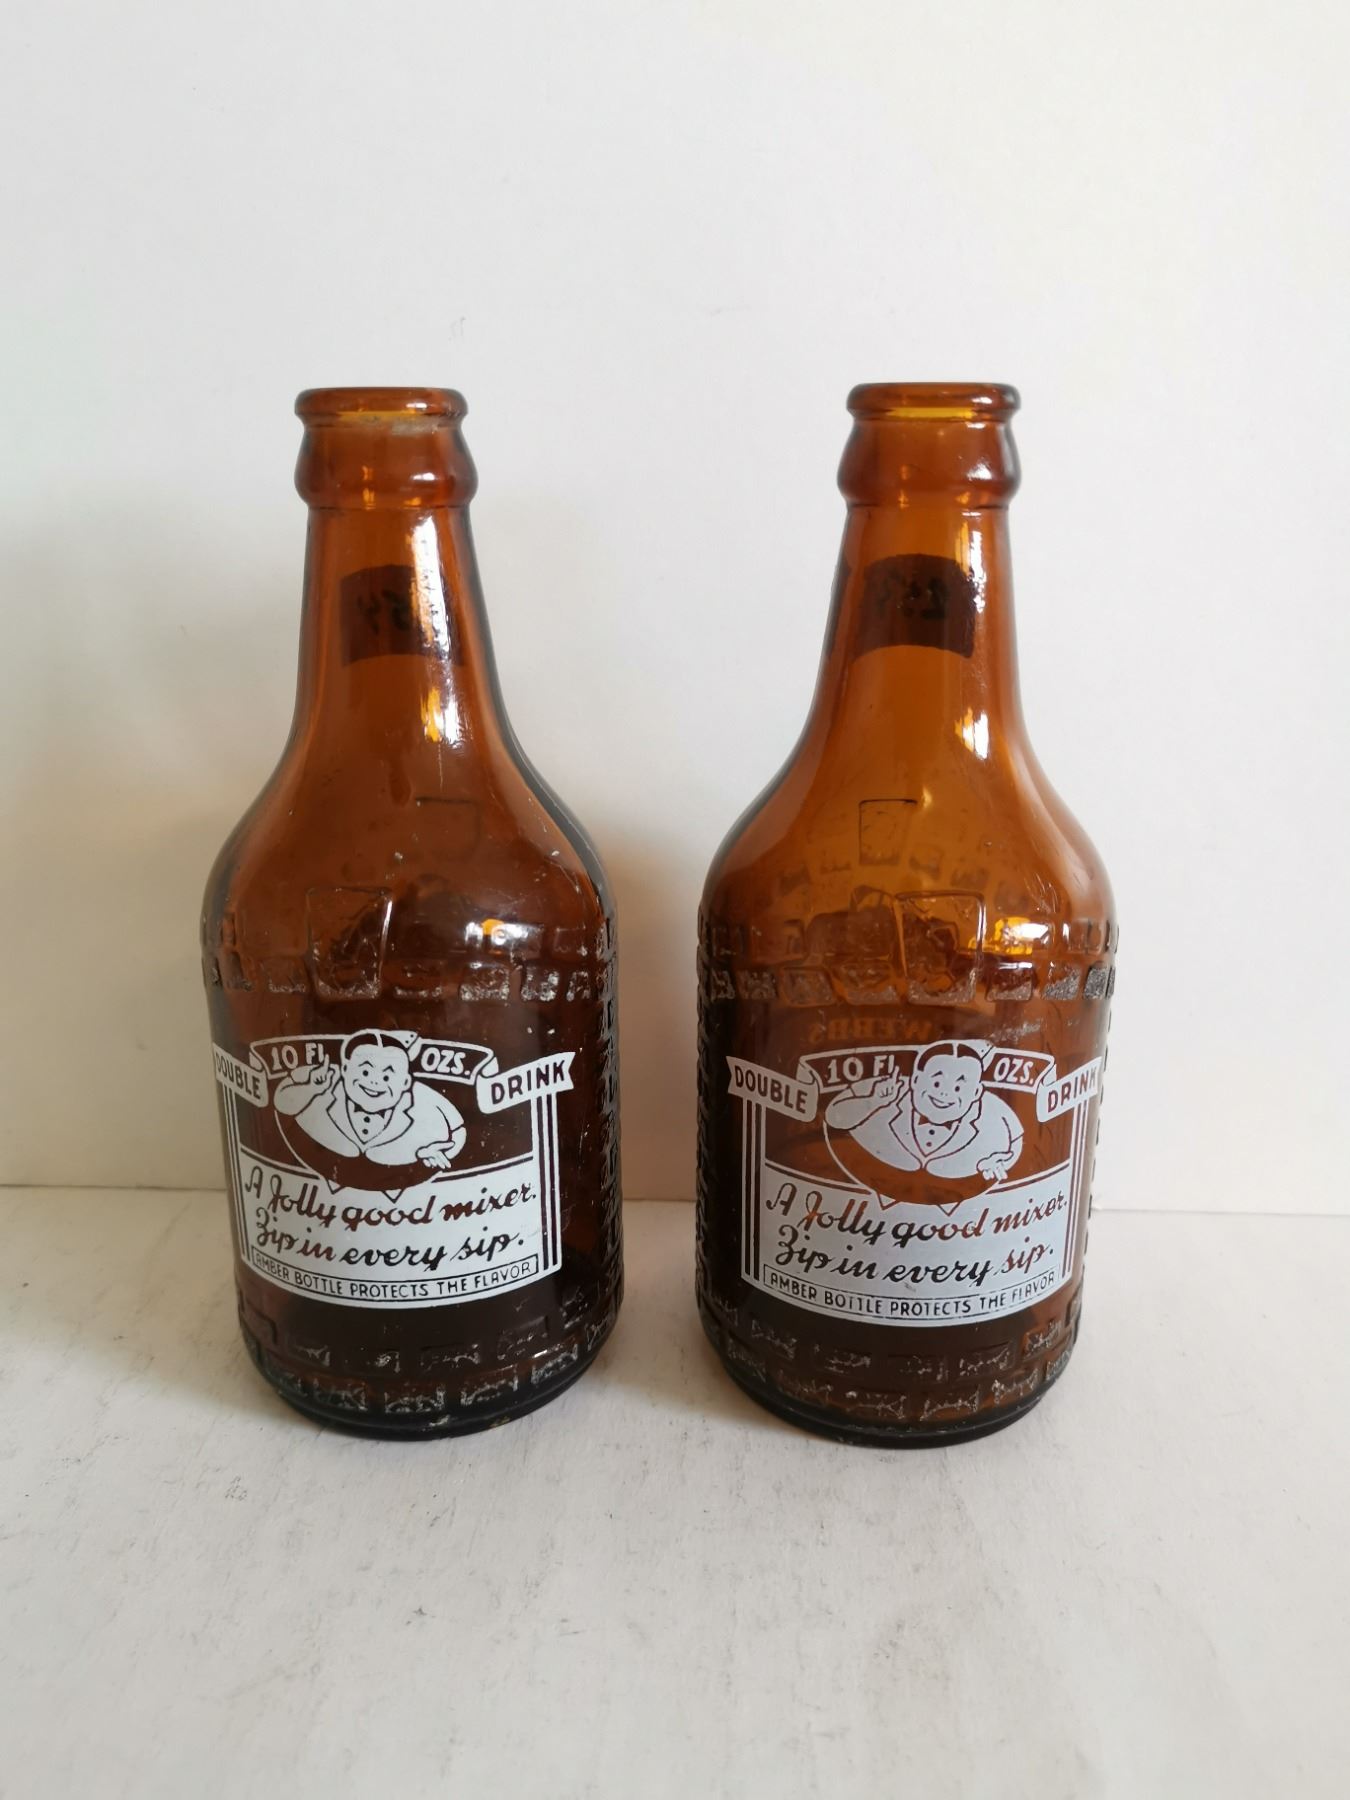 DOUBLE 10 FL OZS. DRINK
A Jolly good mixer.
Zip in every sip.
AMBER BOTTLE PROTECTS THE FLAVOR
DOUBLE 10 FL OZS. DRINK
A Jolly good mixer.
Zip in every sip.
AMBER BOTTLE PROTECTS THE FLAVOR